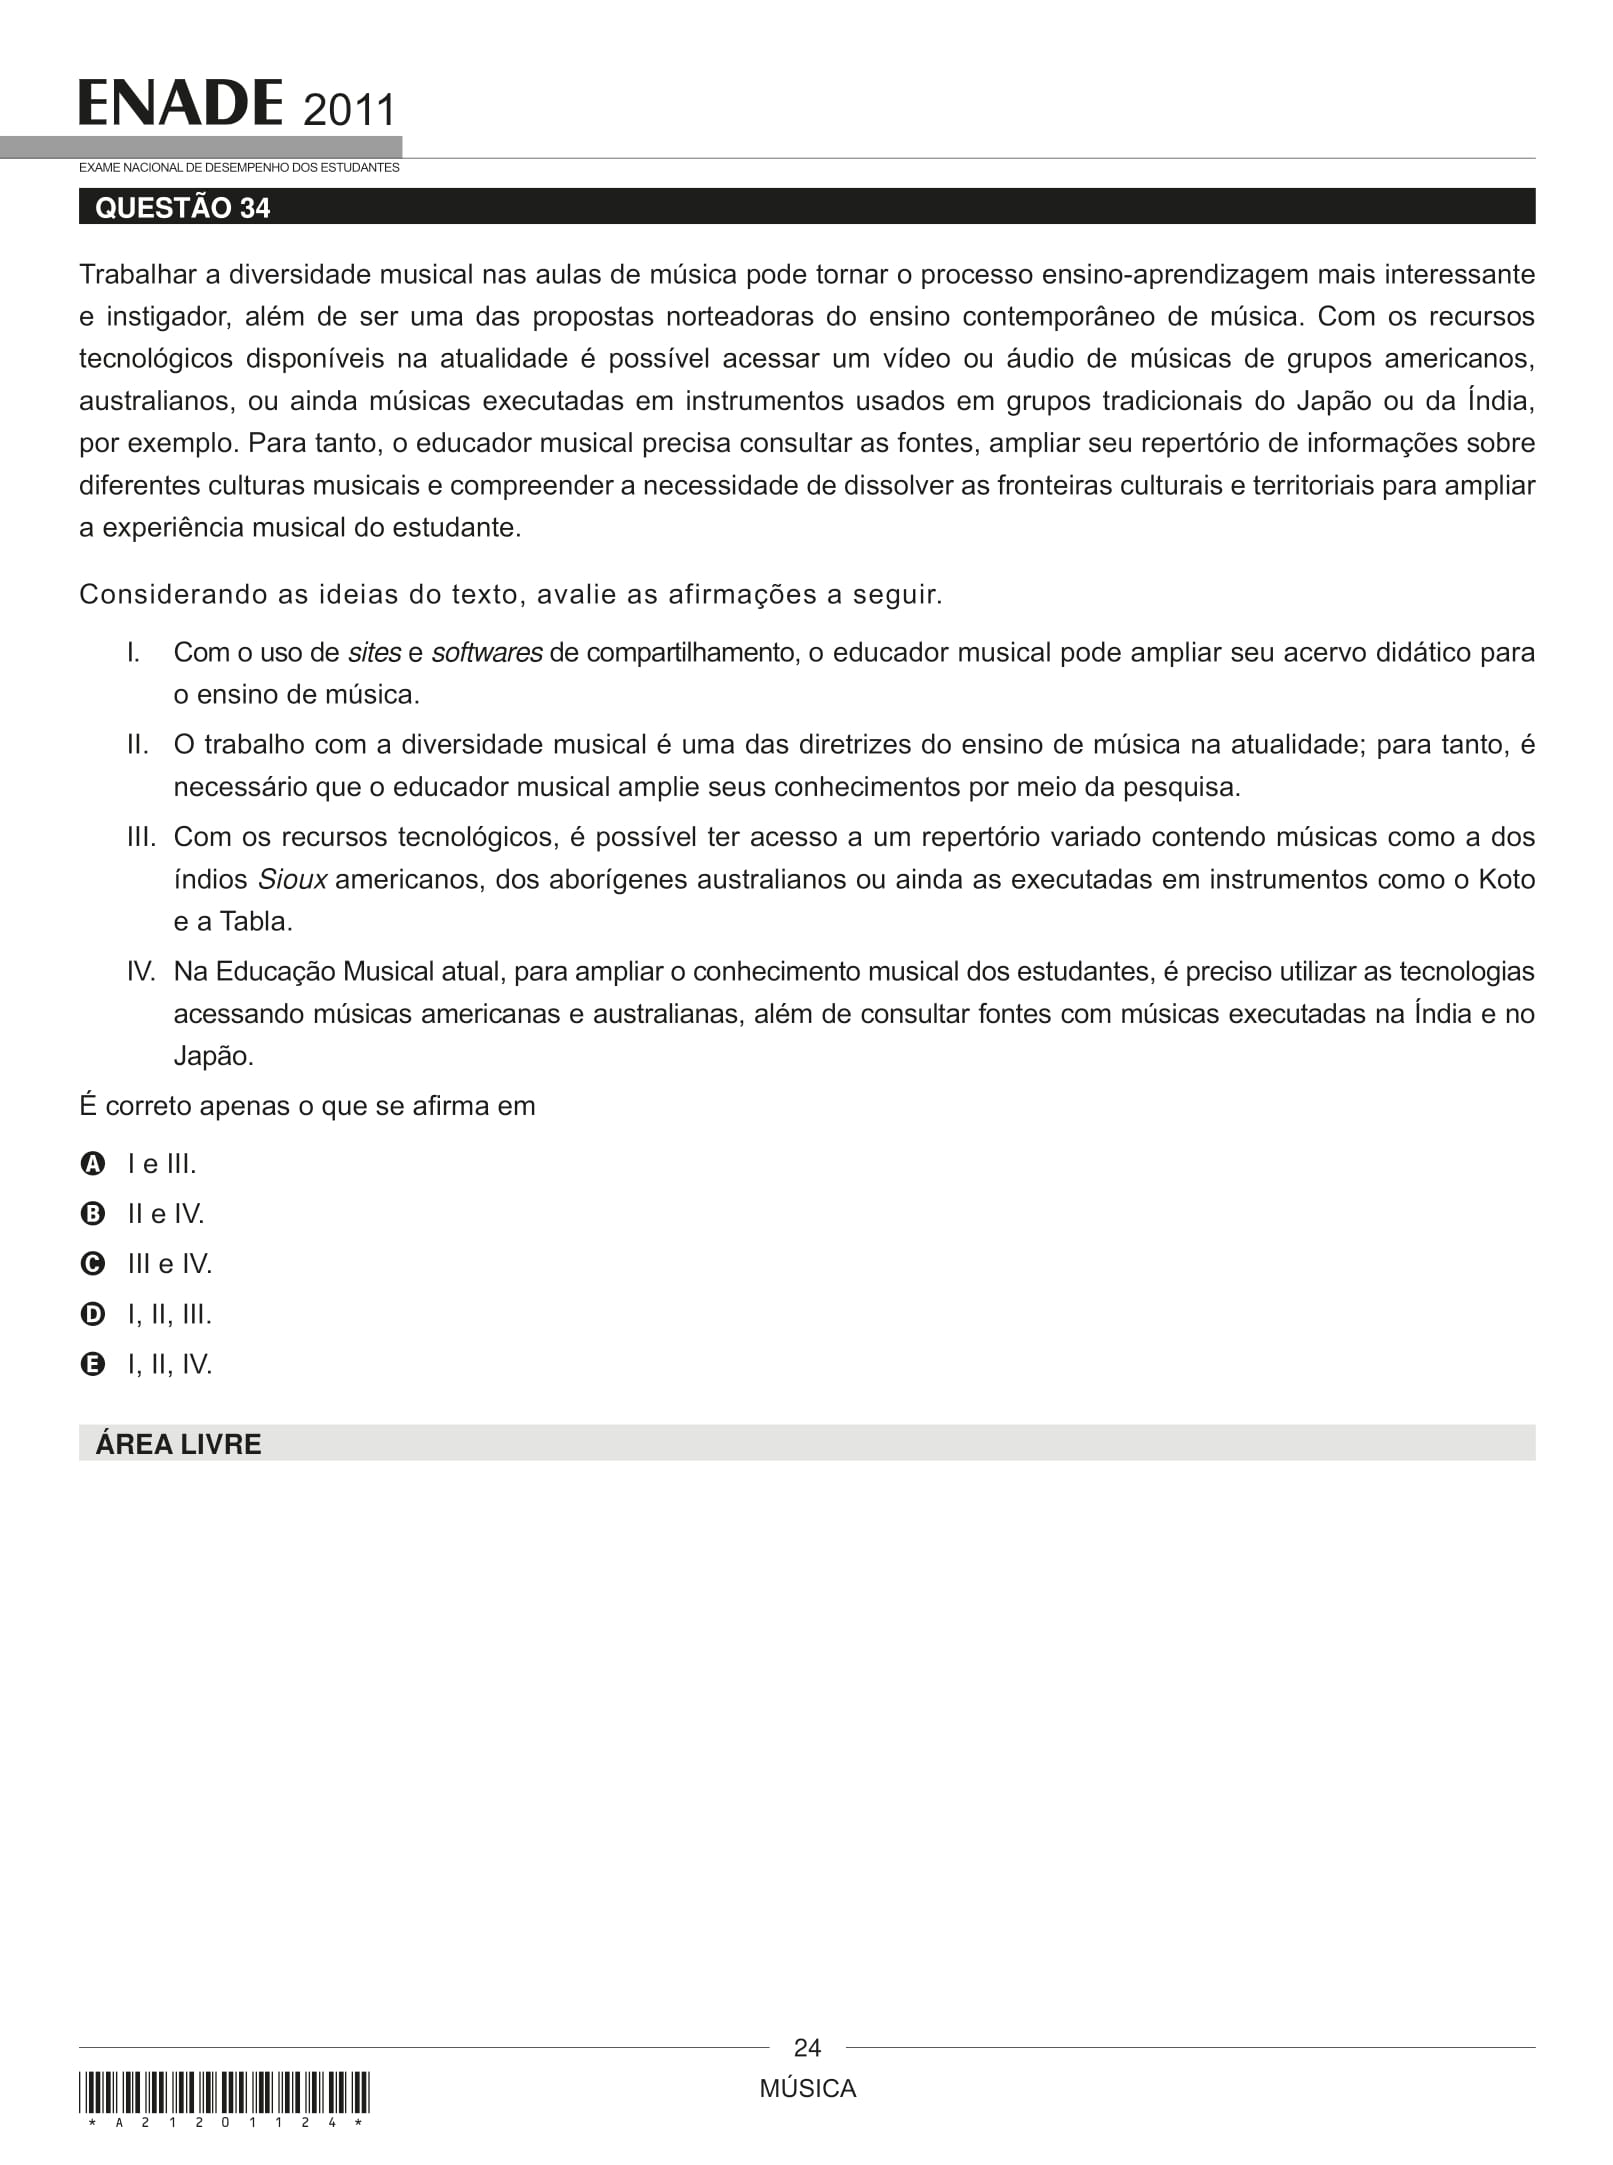 ENADE 2011
EXAME NACIONAL DE DESEMPENHO DOS ESTUDANTES
QUESTÃO 34
Trabalhar a diversidade musical nas aulas de música pode tornar o processo ensino-aprendizagem mais interessante
e instigador, além de ser uma das propostas norteadoras do ensino contemporâneo de música. Com os recursos
tecnológicos disponíveis na atualidade é possível acessar um vídeo ou áudio de músicas de grupos americanos,
australianos, ou ainda músicas executadas em instrumentos usados em grupos tradicionais do Japão ou da Índia,
por exemplo. Para tanto, o educador musical precisa consultar as fontes, ampliar seu repertório de informações sobre
diferentes culturas musicais e compreender a necessidade de dissolver as fronteiras culturais e territoriais para ampliar
a experiência musical do estudante.
Considerando as ideias do texto, avalie as afirmações a seguir.
I. Com o uso de sites e softwares de compartilhamento, o educador musical pode ampliar seu acervo didático para
o ensino de música.
II. O trabalho com a diversidade musical é uma das diretrizes do ensino de música na atualidade; para tanto, é
necessário que o educador musical amplie seus conhecimentos por meio da pesquisa.
III. Com os recursos tecnológicos, é possível ter acesso a um repertório variado contendo músicas como a dos
índios Sioux americanos, dos aborígenes australianos ou ainda as executadas em instrumentos como o Koto
e a Tabla.
IV. Na Educação Musical atual, para ampliar o conhecimento musical dos estudantes, é preciso utilizar as tecnologias
acessando músicas americanas e australianas, além de consultar fontes com músicas executadas na Índia e no
Japão.
É correto apenas o que se afirma em
A I e III.
B II e IV.
C III e IV.
D I, II, III.
E I, II, IV.
ÁREA LIVRE
24
MÚSICA
* A 2 1 2 0 1 1 2 4 *